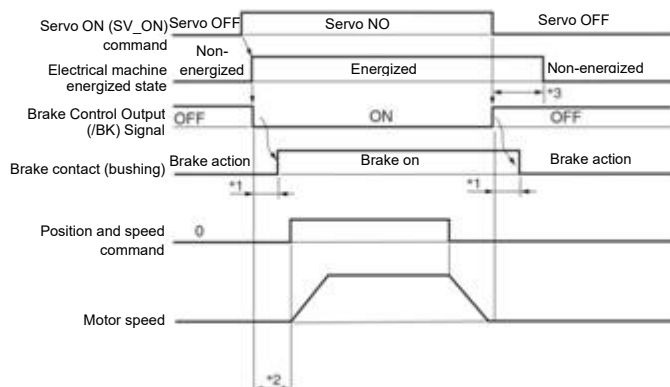 Servo ON (SV_ON)
command
Servo OFF
Servo NO
Servo OFF
Electrical machine
energized state
Non-
energized
Energized
Non-energized
*3
Brake Control Output
(/BK) Signal
OFF
ON
OFF
Brake contact (bushing)
Brake action
Brake on
Brake action
*1
*1
Position and speed
command
0
Motor speed
*2